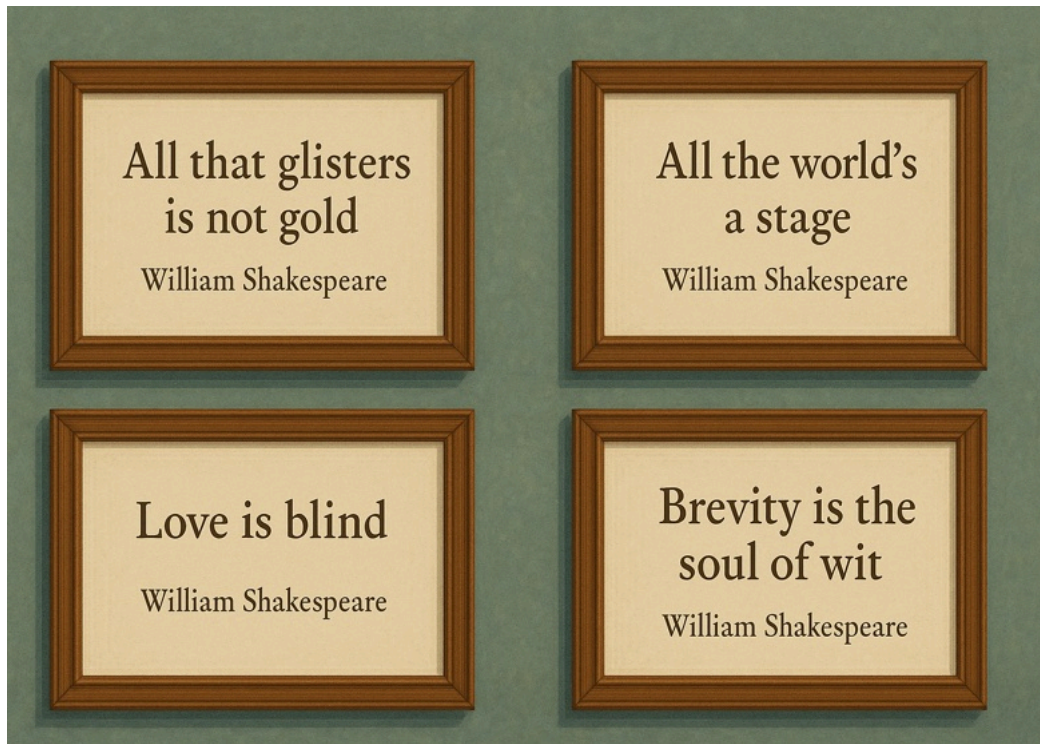 All that glisters
is not gold
William Shakespeare
All the world's
a stage
William Shakespeare
Love is blind
William Shakespeare
Brevity is the
soul of wit
William Shakespeare